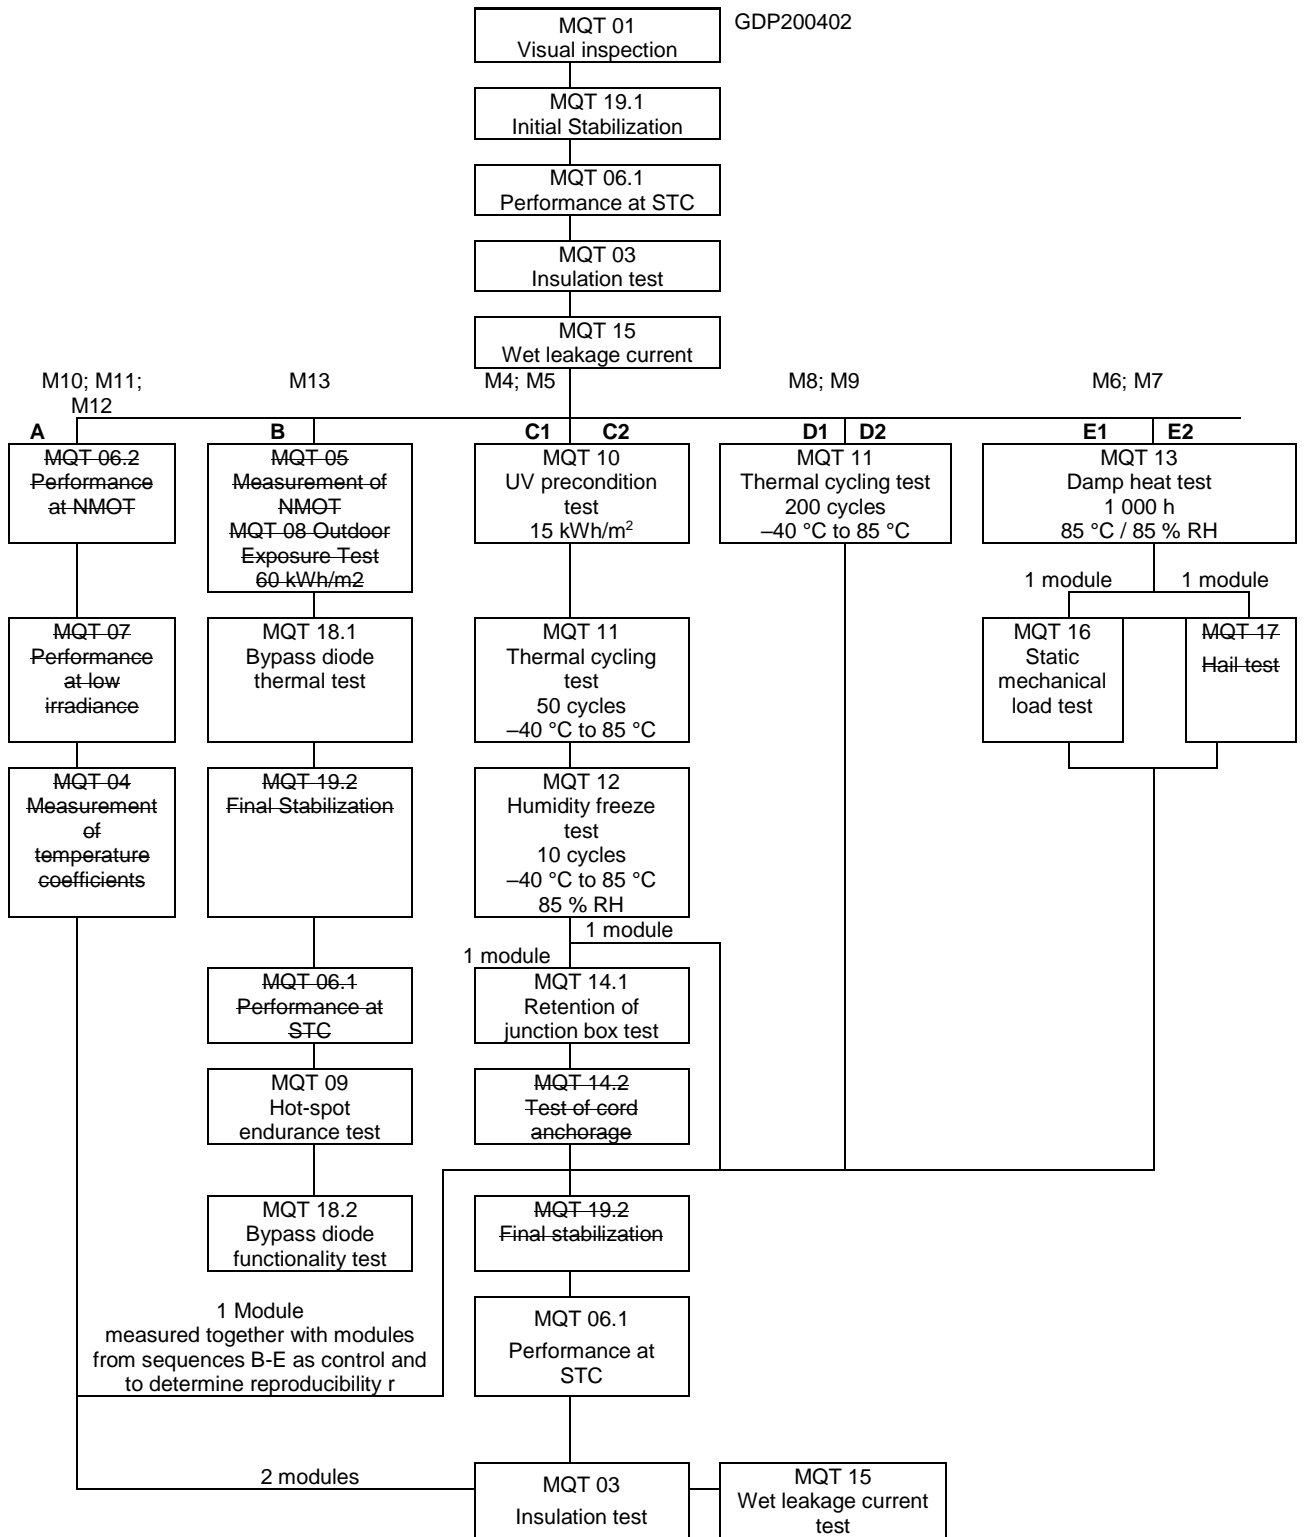 MQT 01
Visual inspection
GDP200402
MQT 19.1
Initial Stabilization
MQT 06.1
Performance at STC
MQT 03
Insulation test
MQT 15
Wet leakage current
M10; M11;
M12
M13
M4; M5
M8; M9
M6; M7
A
B
C1
C2
D1
D2
E1
E2
MQT 06.2
Performance
at NMOT
MQT 05
Measurement of
NMOT
MQT 08 Outdoor
Exposure Test
60 kWh/m2
MQT 10
UV precondition
test
15 kWh/m²
MQT 11
Thermal cycling test
200 cycles
–40 °C to 85 °C
MQT 13
Damp heat test
1 000 h
85 °C / 85 % RH
1 module
1 module
MQT 07
Performance
at low
irradiance
MQT 18.1
Bypass diode
thermal test
MQT 11
Thermal cycling
test
50 cycles
–40 °C to 85 °C
MQT 16
Static
mechanical
load test
MQT 17
Hail test
MQT 04
Measurement
of
temperature
coefficients
MQT 19.2
Final Stabilization
MQT 12
Humidity freeze
test
10 cycles
–40 °C to 85 °C
85 % RH
1 module
1 module
MQT 06.1
Performance at
STC
MQT 14.1
Retention of
junction box test
MQT 09
Hot-spot
endurance test
MQT 14.2
Test of cord
anchorage
MQT 18.2
Bypass diode
functionality test
MQT 19.2
Final stabilization
1 Module
measured together with modules
from sequences B-E as control and
to determine reproducibility r
MQT 06.1
Performance at
STC
2 modules
MQT 03
Insulation test
MQT 15
Wet leakage current
test